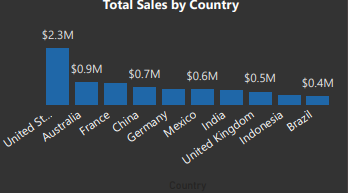 Total Sales by Country
$2.3M
$0.9M
$0.7M
$0.6M
$0.5M
$0.4M
United St...
Australia
France
China
Germany
Mexico
India
United Kingdom
Indonesia
Brazil
Country